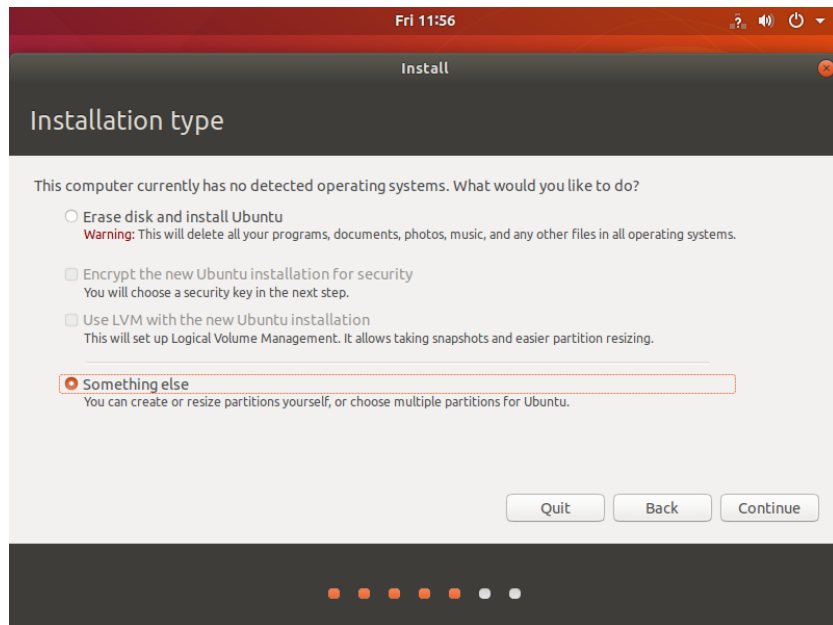 Fri 11:56
Install
Installation type
This computer currently has no detected operating systems. What would you like to do?
Erase disk and install Ubuntu
Warning: This will delete all your programs, documents, photos, music, and any other files in all operating systems.
Encrypt the new Ubuntu installation for security
You will choose a security key in the next step.
Use LVM with the new Ubuntu installation
This will set up Logical Volume Management. It allows taking snapshots and easier partition resizing.
Something else
You can create or resize partitions yourself, or choose multiple partitions for Ubuntu.
Quit Back Continue